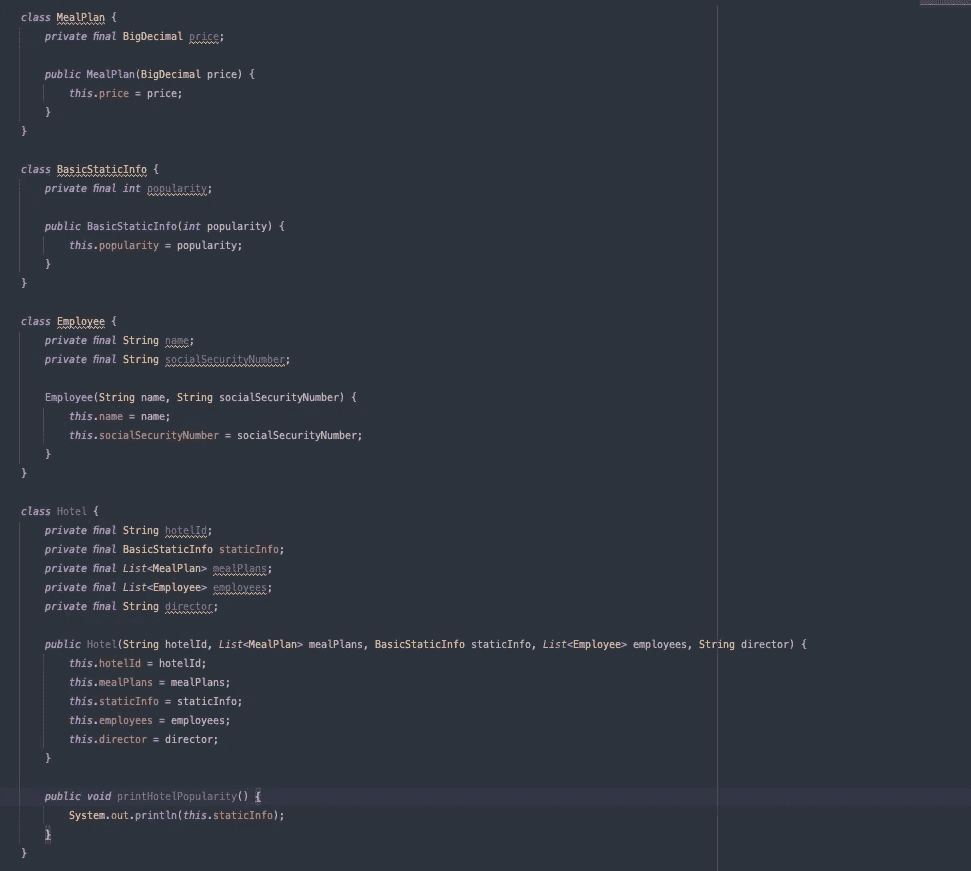 class MealPlan {
private final BigDecimal price;
public MealPlan(BigDecimal price) {
this.price = price;
}
}
class BasicStaticInfo {
private final int popularity;
public BasicStaticInfo(int popularity) {
this.popularity = popularity;
}
}
class Employee {
private final String name;
private final String socialSecurityNumber;
Employee(String name, String socialSecurityNumber) {
this.name = name;
this.socialSecurityNumber = socialSecurityNumber;
}
}
class Hotel {
private final String hotelId;
private final BasicStaticInfo staticInfo;
private final List<MealPlan> mealPlans;
private final List<Employee> employees;
private final String director;
public Hotel(String hotelId, List<MealPlan> mealPlans, BasicStaticInfo staticInfo, List<Employee> employees, String director) {
this.hotelId = hotelId;
this.mealPlans = mealPlans;
this.staticInfo = staticInfo;
this.employees = employees;
this.director = director;
}
public void printHotelPopularity() {
System.out.println(this.staticInfo);
}
}